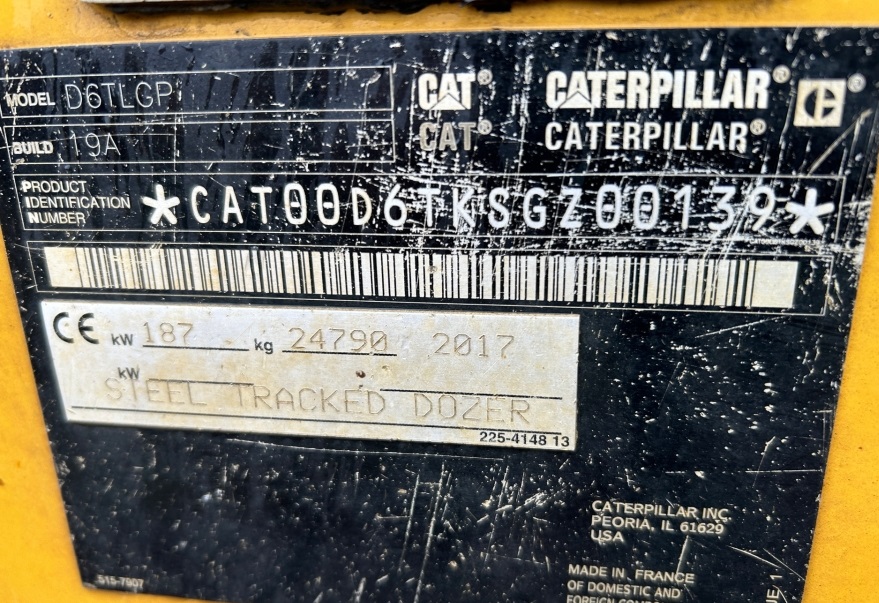 MODEL D6TLGP
BUILD 19A
CAT® CATERPILLAR®
CAT® CATERPILLAR®
PRODUCT
IDENTIFICATION
NUMBER
*CAT00D6TKSGZ00139*
CE kW 187 kg 24790 2017
kW
STEEL TRACKED DOZER
225-4148 13
CATERPILLAR INC.
PEORIA, IL 61629
USA
515-7907
MADE IN FRANCE
OF DOMESTIC AND
FOREIGN